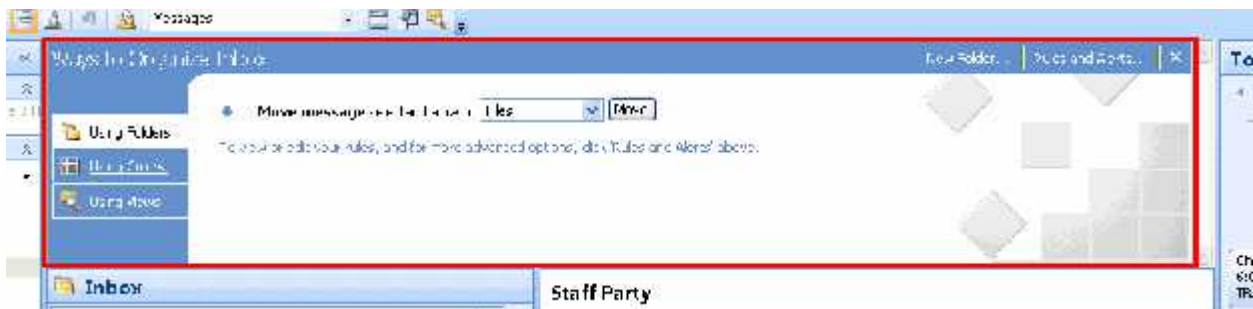 Messages
Ways to Organize Inbox
New Folder... Rules and Alerts... X
To
Move message selected below to Files Move
Using Folders
To view or edit your rules, and for more advanced options, click 'Rules and Alerts' above.
Using Colors
Using Views
Inbox
Staff Party